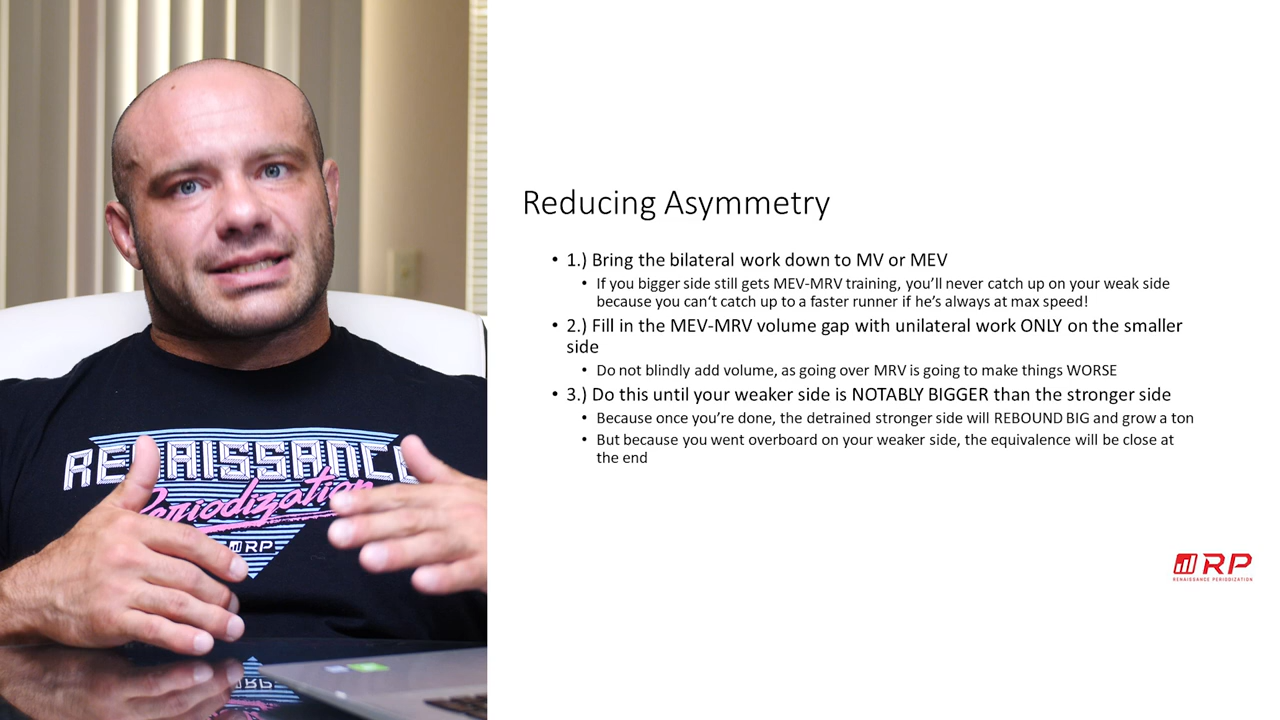 RENAISSANCE
Periodization
RP
Reducing Asymmetry
• 1.) Bring the bilateral work down to MV or MEV
• If you bigger side still gets MEV-MRV training, you’ll never catch up on your weak side
because you can‘t catch up to a faster runner if he’s always at max speed!
• 2.) Fill in the MEV-MRV volume gap with unilateral work ONLY on the smaller
side
• Do not blindly add volume, as going over MRV is going to make things WORSE
• 3.) Do this until your weaker side is NOTABLY BIGGER than the stronger side
• Because once you’re done, the detrained stronger side will REBOUND BIG and grow a ton
• But because you went overboard on your weaker side, the equivalence will be close at
the end
RP
RENAISSANCE PERIODIZATION